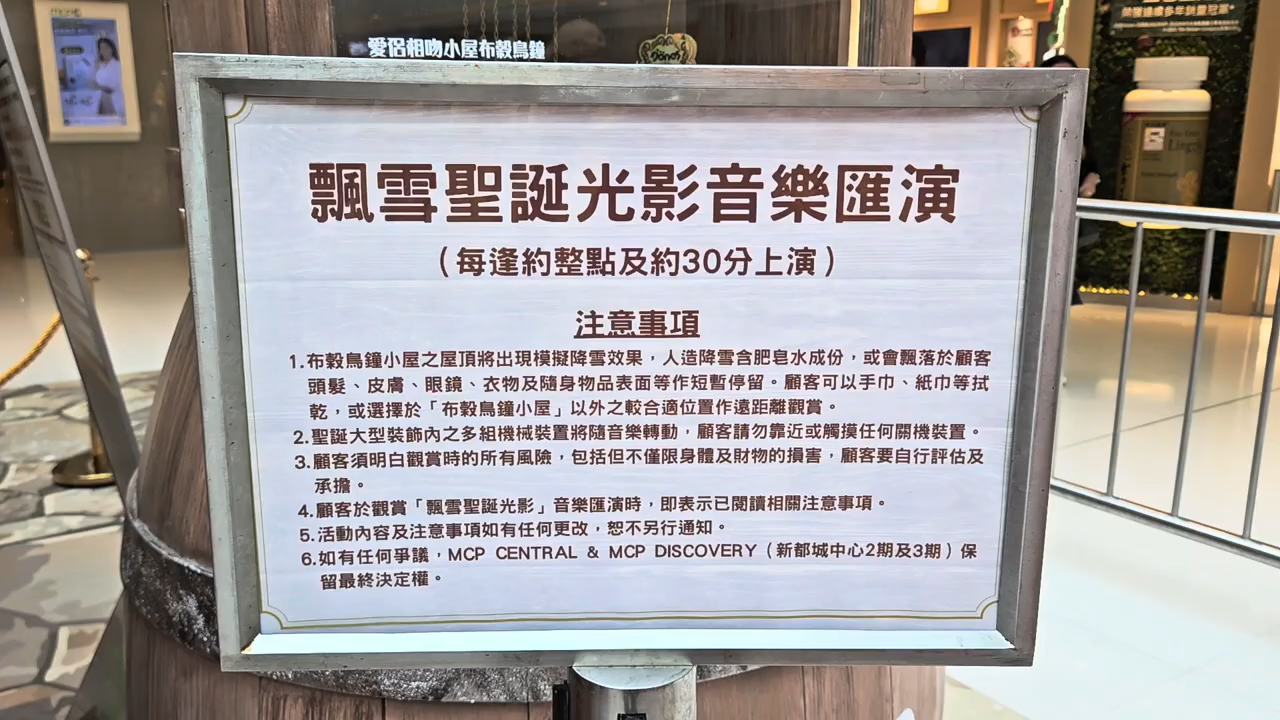 愛侶相吻小屋布穀鳥鐘
飄雪聖誕光影音樂匯演
（每逢約整點及約30分上演）
注意事項
1.布穀鳥鐘小屋之屋頂將出現模擬降雪效果，人造降雪含肥皂水成份，或會飄落於顧客
頭髮、皮膚、眼鏡、衣物及隨身物品表面等作短暫停留。顧客可以手巾、紙巾等拭
乾，或選擇於「布穀鳥鐘小屋」以外之較合適位置作遠距離觀賞。
2.聖誕大型裝飾內之多組機械裝置將隨音樂轉動，顧客請勿靠近或觸摸任何關機裝置。
3.顧客須明白觀賞時的所有風險，包括但不僅限身體及財物的損害，顧客要自行評估及
承擔。
4.顧客於觀賞「飄雪聖誕光影」音樂匯演時，即表示已閱讀相關注意事項。
5.活動內容及注意事項如有任何更改，恕不另行通知。
6.如有任何爭議，MCP CENTRAL & MCP DISCOVERY（新都城中心2期及3期）保
留最終決定權。
Lingzhi